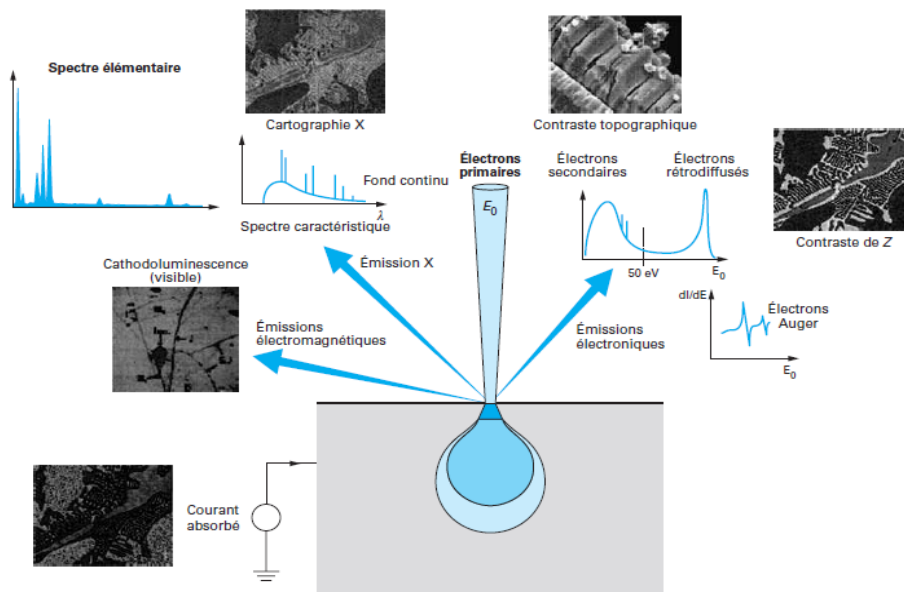 Spectre élémentaire
Cartographie X
Fond continu
λ
Spectre caractéristique
Électrons
primaires
E0
Contraste topographique
Électrons
secondaires
Électrons
rétrodiffusés
50 eV
E0
Contraste de Z
dI/dE
Électrons
Auger
E0
Cathodoluminescence
(visible)
Émission X
Émissions
électromagnétiques
Émissions
électroniques
Courant
absorbé